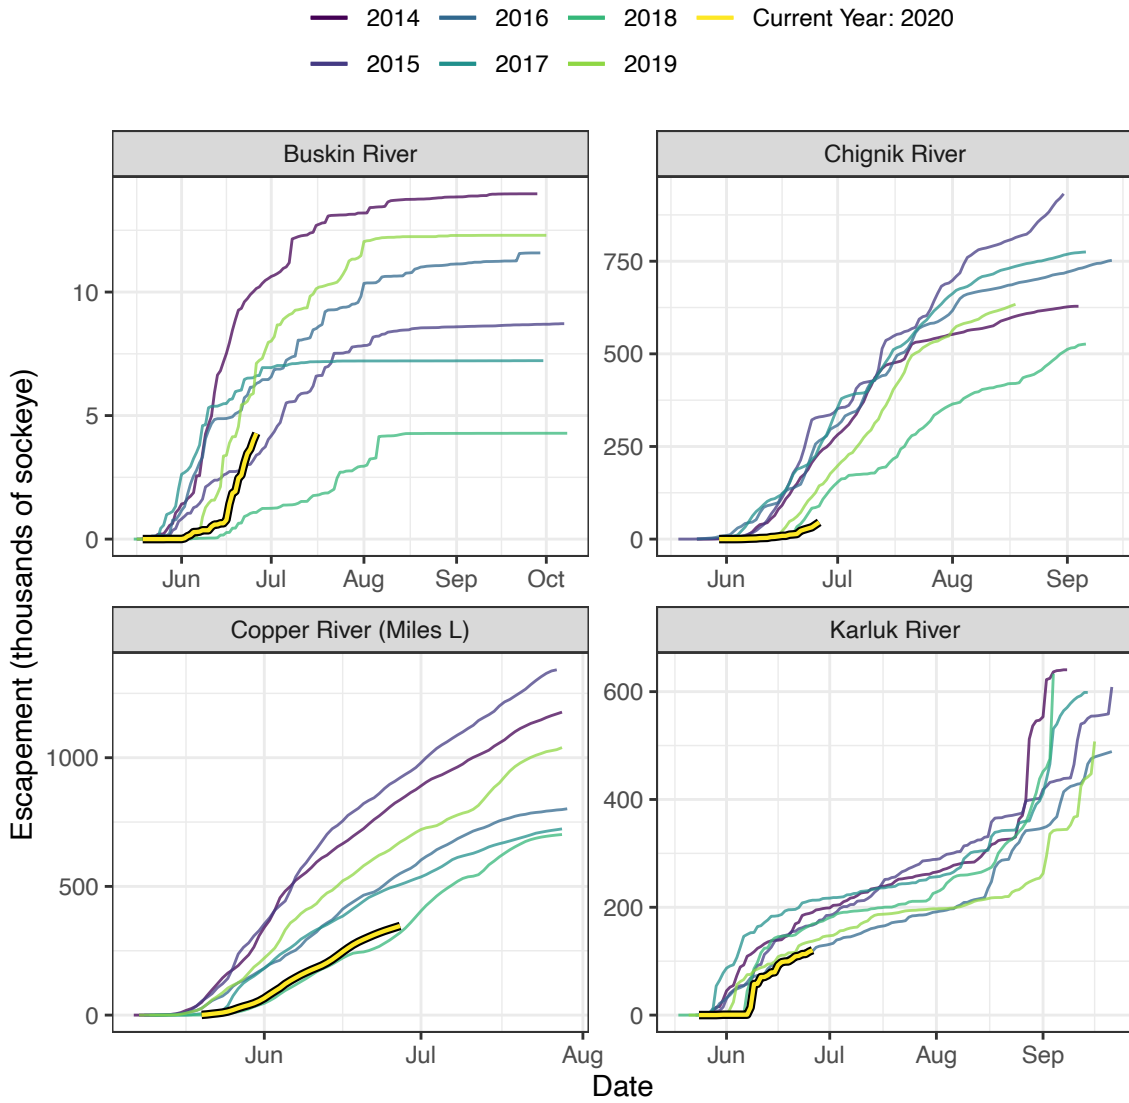 2014 2016 2018 Current Year: 2020
2015 2017 2019
Buskin River
Chignik River
10
5
0
Jun Jul Aug Sep Oct
750
500
250
0
Jun Jul Aug Sep
Copper River (Miles L)
Karluk River
1000
500
0
Jun Jul Aug
600
400
200
0
Jun Jul Aug Sep
Escapement (thousands of sockeye)
Date